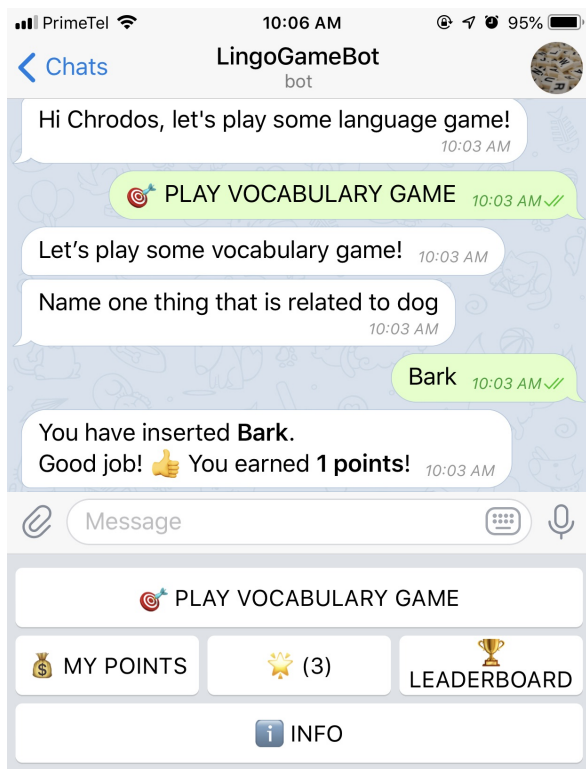 PrimeTel 10:06 AM 95%
Chats LingoGameBot
bot
Hi Chrodos, let's play some language game!
10:03 AM
🎯 PLAY VOCABULARY GAME 10:03 AM
Let’s play some vocabulary game! 10:03 AM
Name one thing that is related to dog
10:03 AM
Bark 10:03 AM
You have inserted Bark.
Good job! 👍 You earned 1 points! 10:03 AM
Message
🎯 PLAY VOCABULARY GAME
💰 MY POINTS
🌟 (3)
🏆
LEADERBOARD
ℹ️ INFO